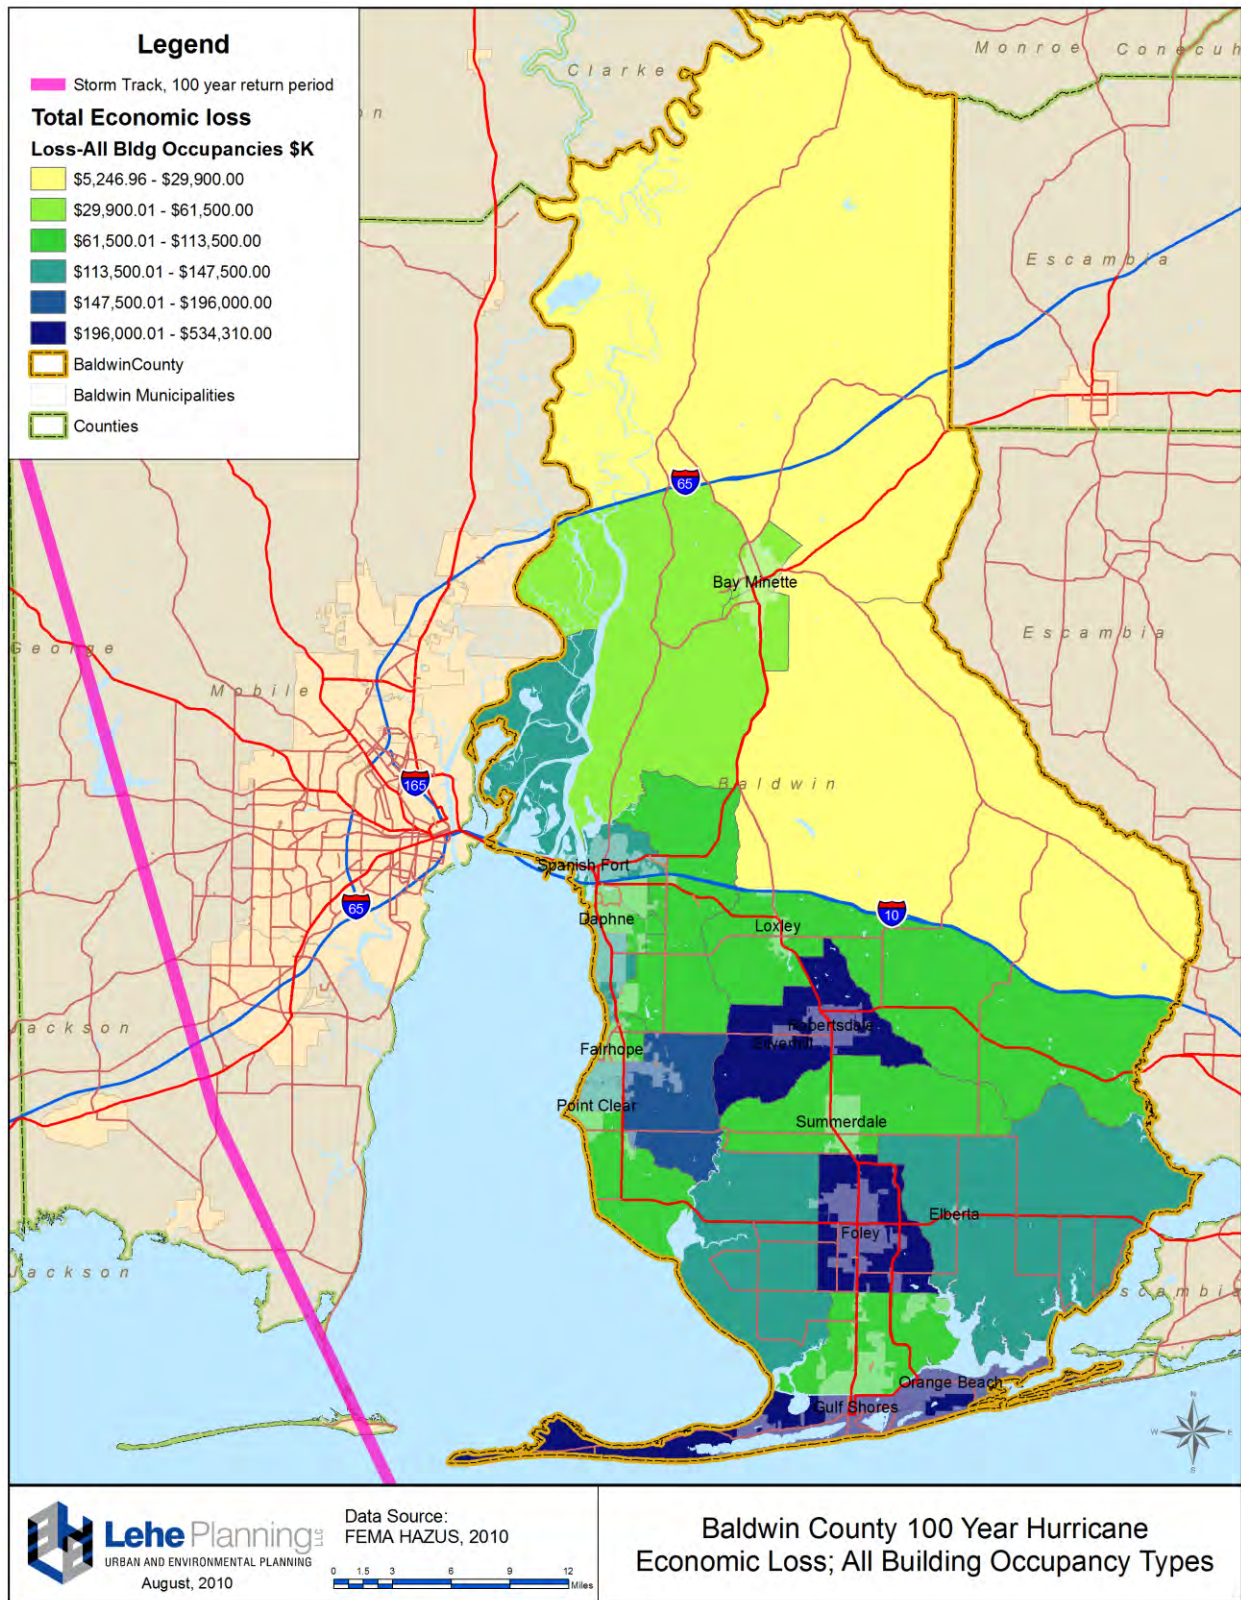 Legend
Storm Track, 100 year return period
Total Economic loss
Loss-All Bldg Occupancies $K
$5,246.96 - $29,900.00
$29,900.01 - $61,500.00
$61,500.01 - $113,500.00
$113,500.01 - $147,500.00
$147,500.01 - $196,000.00
$196,000.01 - $534,310.00
BaldwinCounty
Baldwin Municipalities
Counties
Monroe
Conecuh
Clarke
n
Escambia
65
Bay Minette
Escambia
George
Mobile
165
Baldwin
Spanish Fort
65
10
Daphne
Loxley
Jackson
Robertsdale
Fairhope
Point Clear
Summerdale
Elberta
Foley
Jackson
Escambia
Orange Beach
Gulf Shores
N
W E
S
Lehe Planning LLC
URBAN AND ENVIRONMENTAL PLANNING
August, 2010
Data Source:
FEMA HAZUS, 2010
0 1.5 3 6 9 12
Miles
Baldwin County 100 Year Hurricane
Economic Loss; All Building Occupancy Types